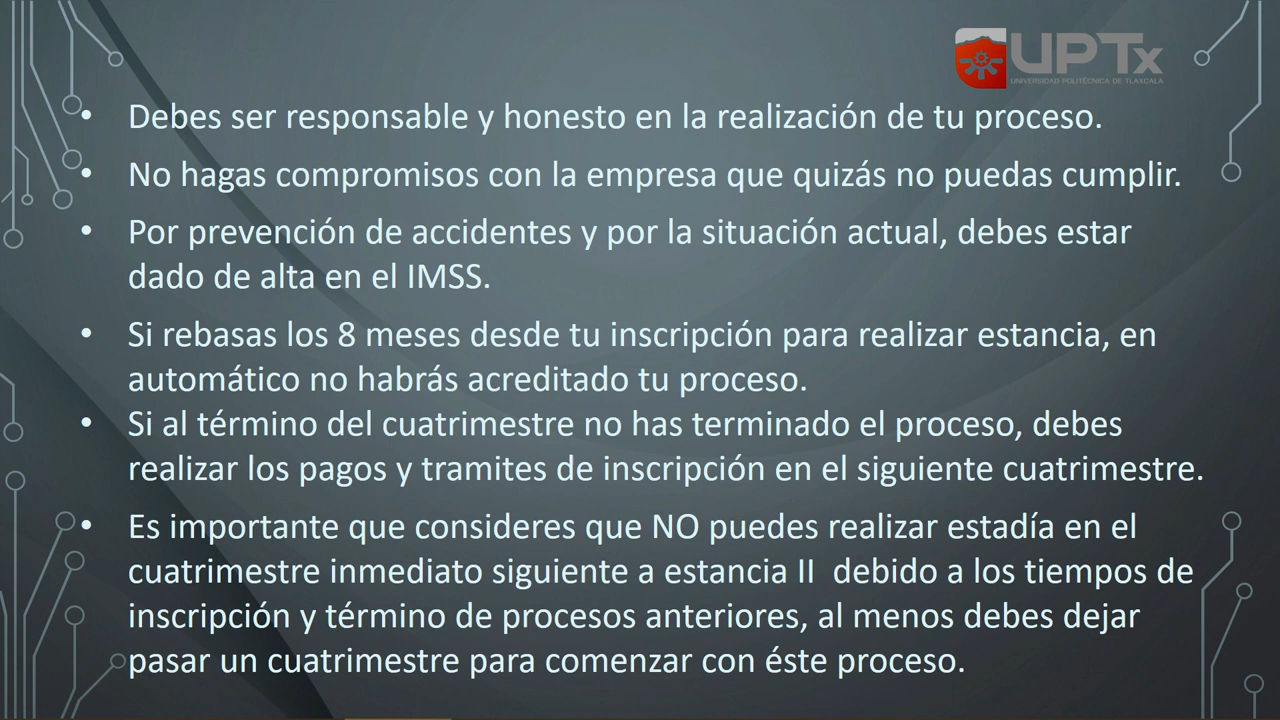 UPTx
UNIVERSIDAD POLITÉCNICA DE TLAXCALA
• Debes ser responsable y honesto en la realización de tu proceso.
• No hagas compromisos con la empresa que quizás no puedas cumplir.
• Por prevención de accidentes y por la situación actual, debes estar
dado de alta en el IMSS.
• Si rebasas los 8 meses desde tu inscripción para realizar estancia, en
automático no habrás acreditado tu proceso.
• Si al término del cuatrimestre no has terminado el proceso, debes
realizar los pagos y tramites de inscripción en el siguiente cuatrimestre.
• Es importante que consideres que NO puedes realizar estadía en el
cuatrimestre inmediato siguiente a estancia II  debido a los tiempos de
inscripción y término de procesos anteriores, al menos debes dejar
pasar un cuatrimestre para comenzar con éste proceso.